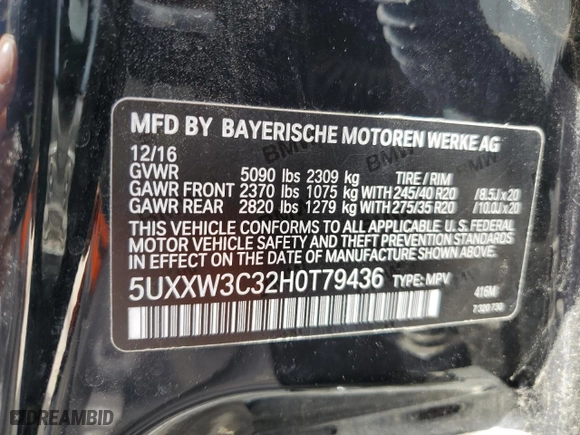 MFD BY BAYERISCHE MOTOREN WERKE AG
12/16
GVWR 5090 lbs 2309 kg TIRE / RIM
GAWR FRONT 2370 lbs 1075 kg WITH 245/40 R20 /8.5J x 20
GAWR REAR 2820 lbs 1279 kg WITH 275/35 R20 /10.0J x 20
THIS VEHICLE CONFORMS TO ALL APPLICABLE U. S. FEDERAL
MOTOR VEHICLE SAFETY AND THEFT PREVENTION STANDARDS
IN EFFECT ON THE DATE OF MANUFACTURE SHOWN ABOVE.
5UXXW3C32H0T79436 TYPE: MPV 416M
7 320 730
DREAMBID